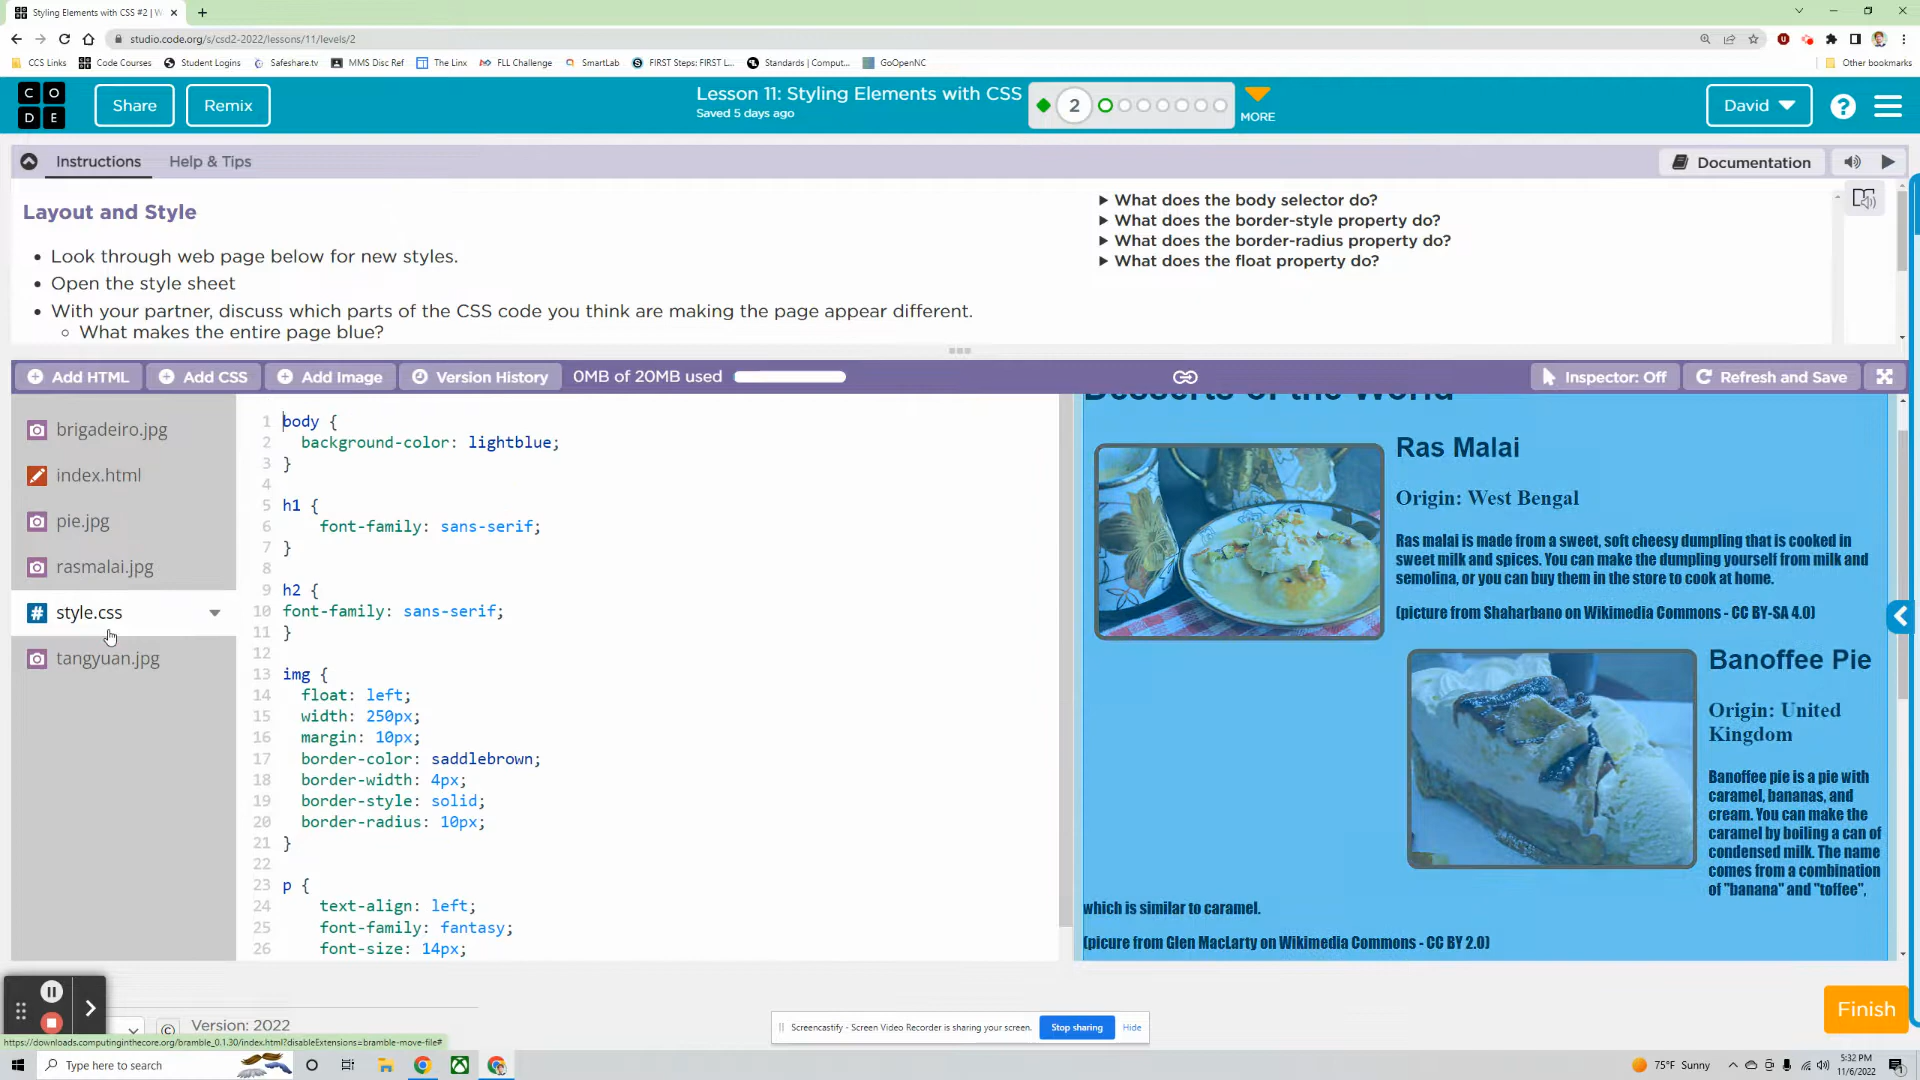 Styling Elements with CSS #2 | W
studio.code.org/s/csd2-2022/lessons/11/levels/2
CCS Links
Code Courses
Student Logins
Safeshare.tv
MMS Disc Ref
The Linx
FLL Challenge
SmartLab
FIRST Steps: FIRST L...
Standards | Comput...
GoOpenNC
Other bookmarks
C O
D E
Share
Remix
Lesson 11: Styling Elements with CSS
Saved 5 days ago
2
MORE
David
Instructions
Help & Tips
Documentation
Layout and Style
Look through web page below for new styles.
Open the style sheet
With your partner, discuss which parts of the CSS code you think are making the page appear different.
What makes the entire page blue?
What does the body selector do?
What does the border-style property do?
What does the border-radius property do?
What does the float property do?
Add HTML
Add CSS
Add Image
Version History
0MB of 20MB used
Inspector: Off
Refresh and Save
brigadeiro.jpg
index.html
pie.jpg
rasmalai.jpg
style.css
tangyuan.jpg
1 body {
2 background-color: lightblue;
3 }
4
5 h1 {
6 font-family: sans-serif;
7 }
8
9 h2 {
10 font-family: sans-serif;
11 }
12
13 img {
14 float: left;
15 width: 250px;
16 margin: 10px;
17 border-color: saddlebrown;
18 border-width: 4px;
19 border-style: solid;
20 border-radius: 10px;
21 }
22
23 p {
24 text-align: left;
25 font-family: fantasy;
26 font-size: 14px;
Desserts of the World
Ras Malai
Origin: West Bengal
Ras malai is made from a sweet, soft cheesy dumpling that is cooked in
sweet milk and spices. You can make the dumpling yourself from milk and
semolina, or you can buy them in the store to cook at home.
(picture from Shaharbano on Wikimedia Commons - CC BY-SA 4.0)
Banoffee Pie
Origin: United
Kingdom
Banoffee pie is a pie with
caramel, bananas, and
cream. You can make the
caramel by boiling a can of
condensed milk. The name
comes from a combination
of "banana" and "toffee",
which is similar to caramel.
(picure from Glen MacLarty on Wikimedia Commons - CC BY 2.0)
Finish
Version: 2022
Screencastify - Screen Video Recorder is sharing your screen.
Stop sharing
Hide
https://downloads.computinginthecore.org/bramble_0.1.30/index.html?disableExtensions=bramble-move-file#
Type here to search
75°F Sunny
5:32 PM
11/6/2022